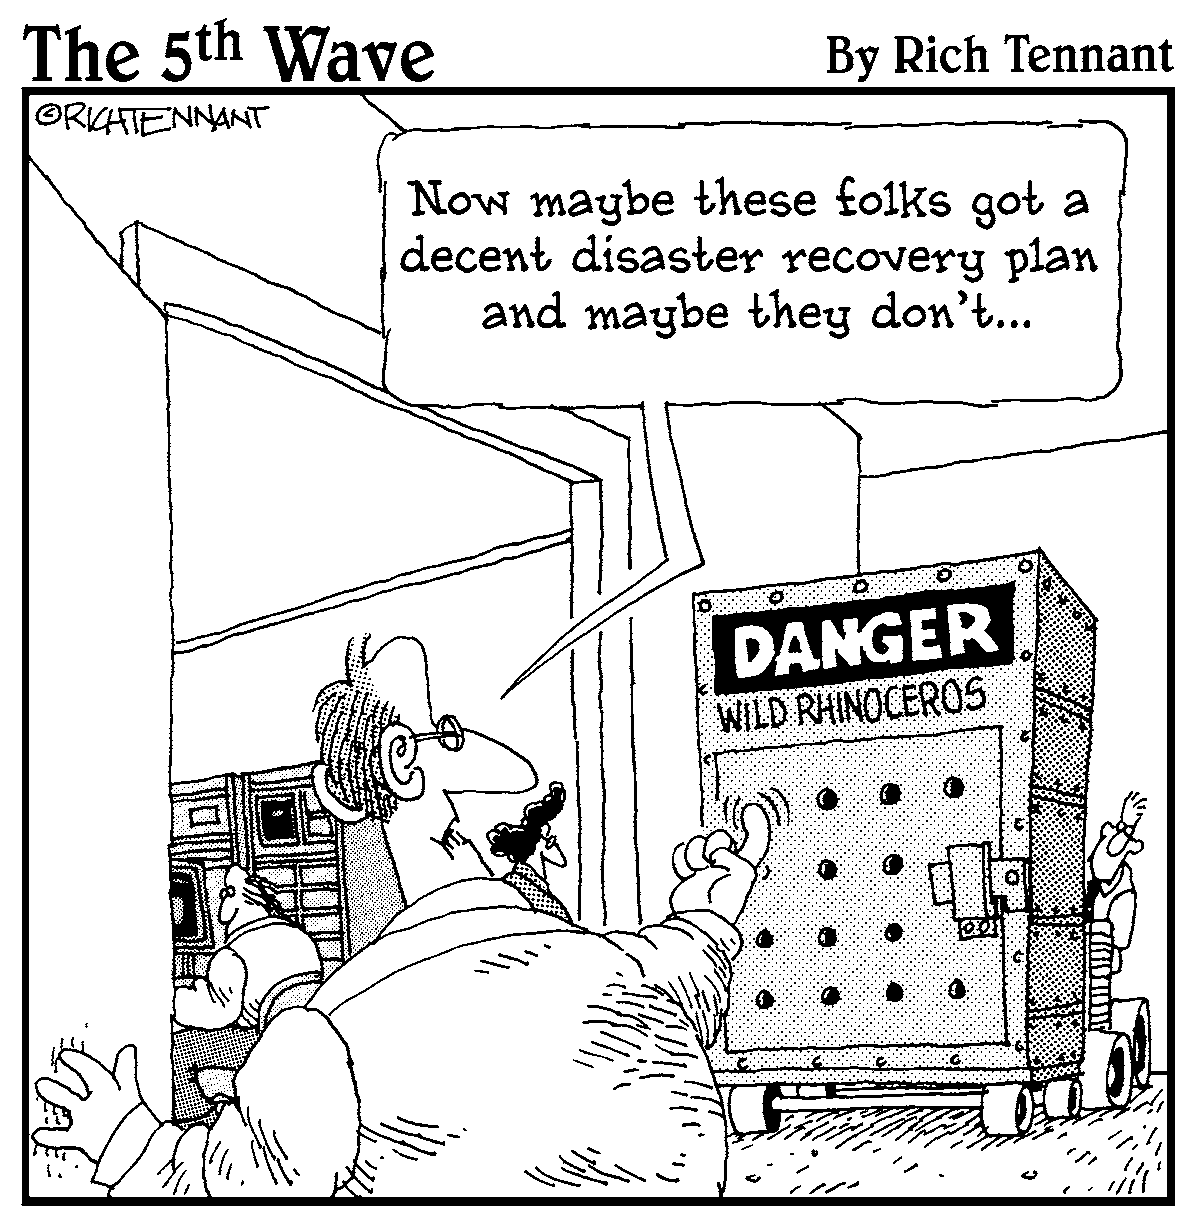 The 5th Wave
By Rich Tennant
©RICHTENNANT
Now maybe these folks got a
decent disaster recovery plan
and maybe they don't...
DANGER
WILD RHINOCEROS